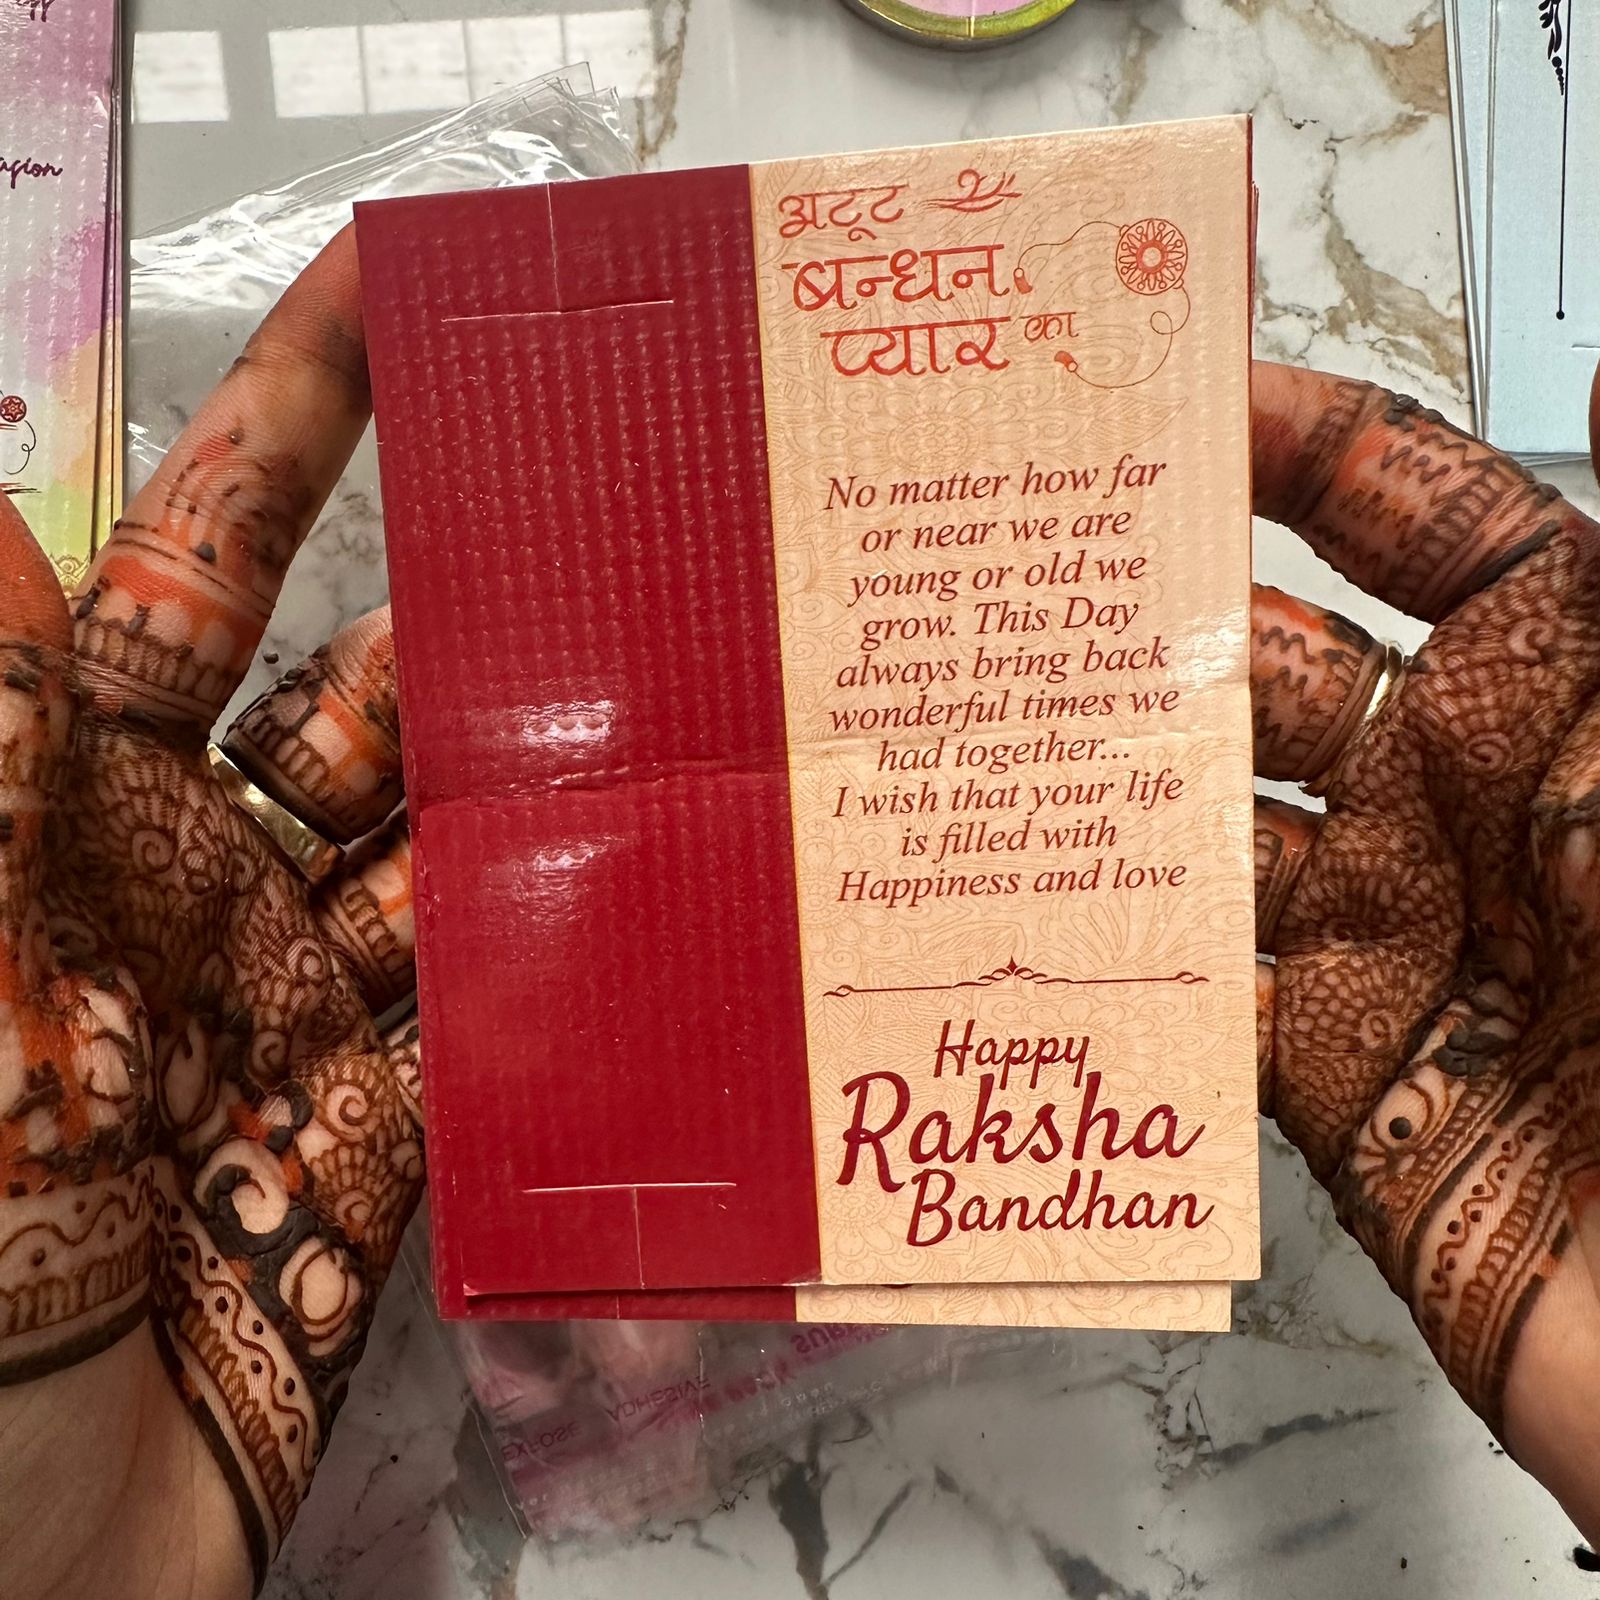 अटूट
बन्धन
प्यार का
No matter how far
or near we are
young or old we
grow. This Day
always bring back
wonderful times we
had together...
I wish that your life
is filled with
Happiness and love
Happy
Raksha
Bandhan
EXPOSE ADHESIVE